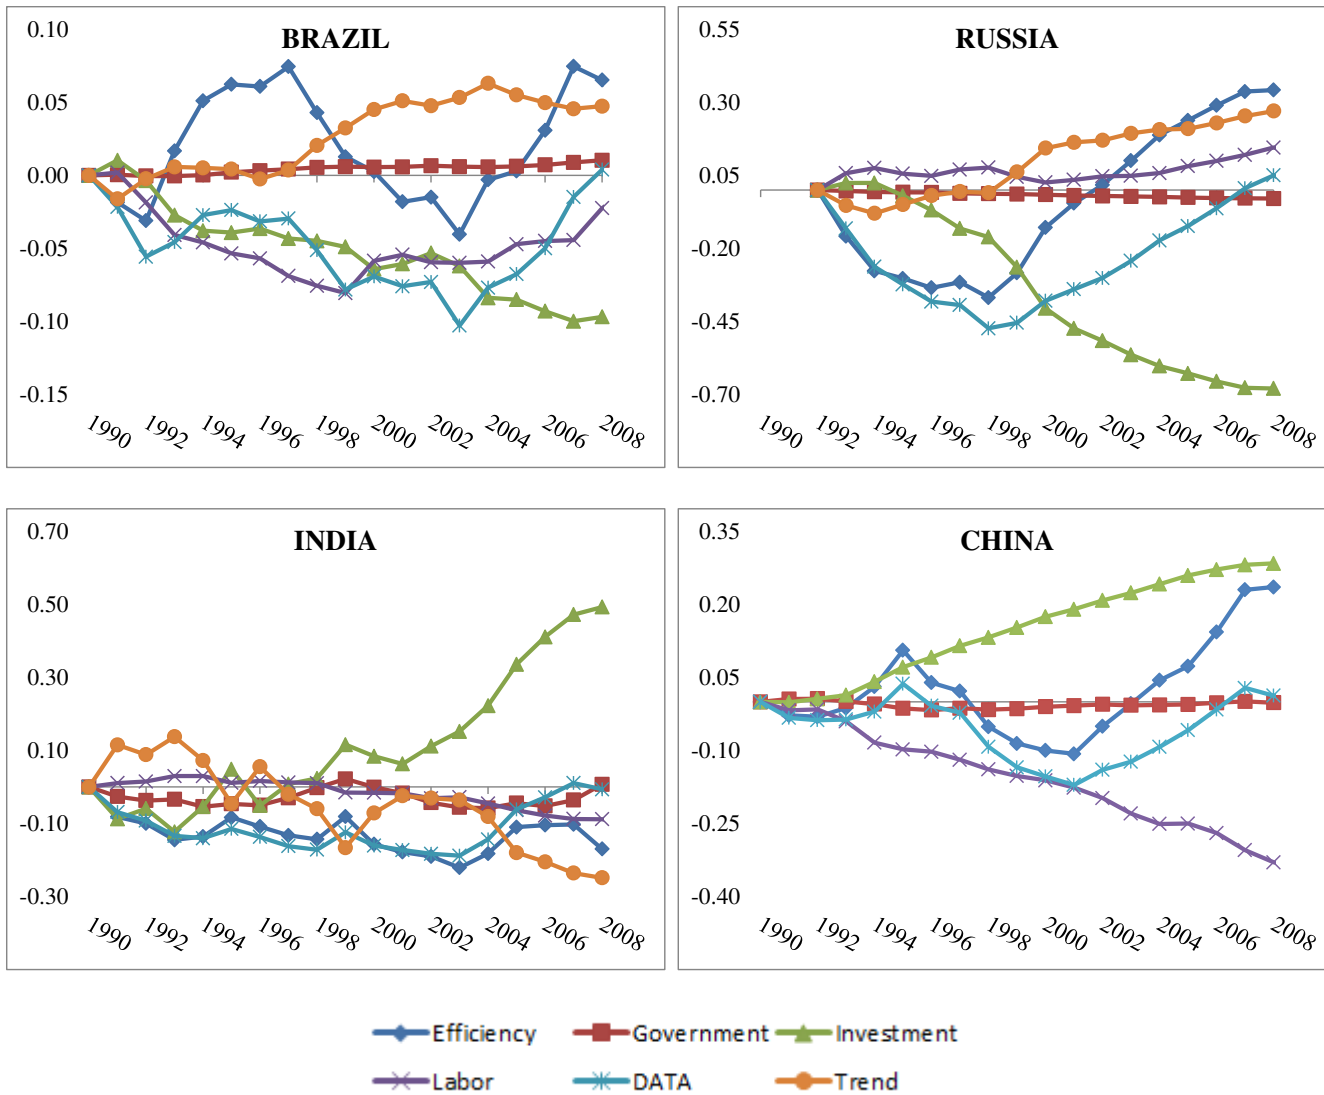 BRAZIL
0.10
0.05
0.00
-0.05
-0.10
-0.15
1990 1992 1994 1996 1998 2000 2002 2004 2006 2008
RUSSIA
0.55
0.30
0.05
-0.20
-0.45
-0.70
1990 1992 1994 1996 1998 2000 2002 2004 2006 2008
INDIA
0.70
0.50
0.30
0.10
-0.10
-0.30
1990 1992 1994 1996 1998 2000 2002 2004 2006 2008
CHINA
0.35
0.20
0.05
-0.10
-0.25
-0.40
1990 1992 1994 1996 1998 2000 2002 2004 2006 2008
Efficiency Government Investment
Labor DATA Trend